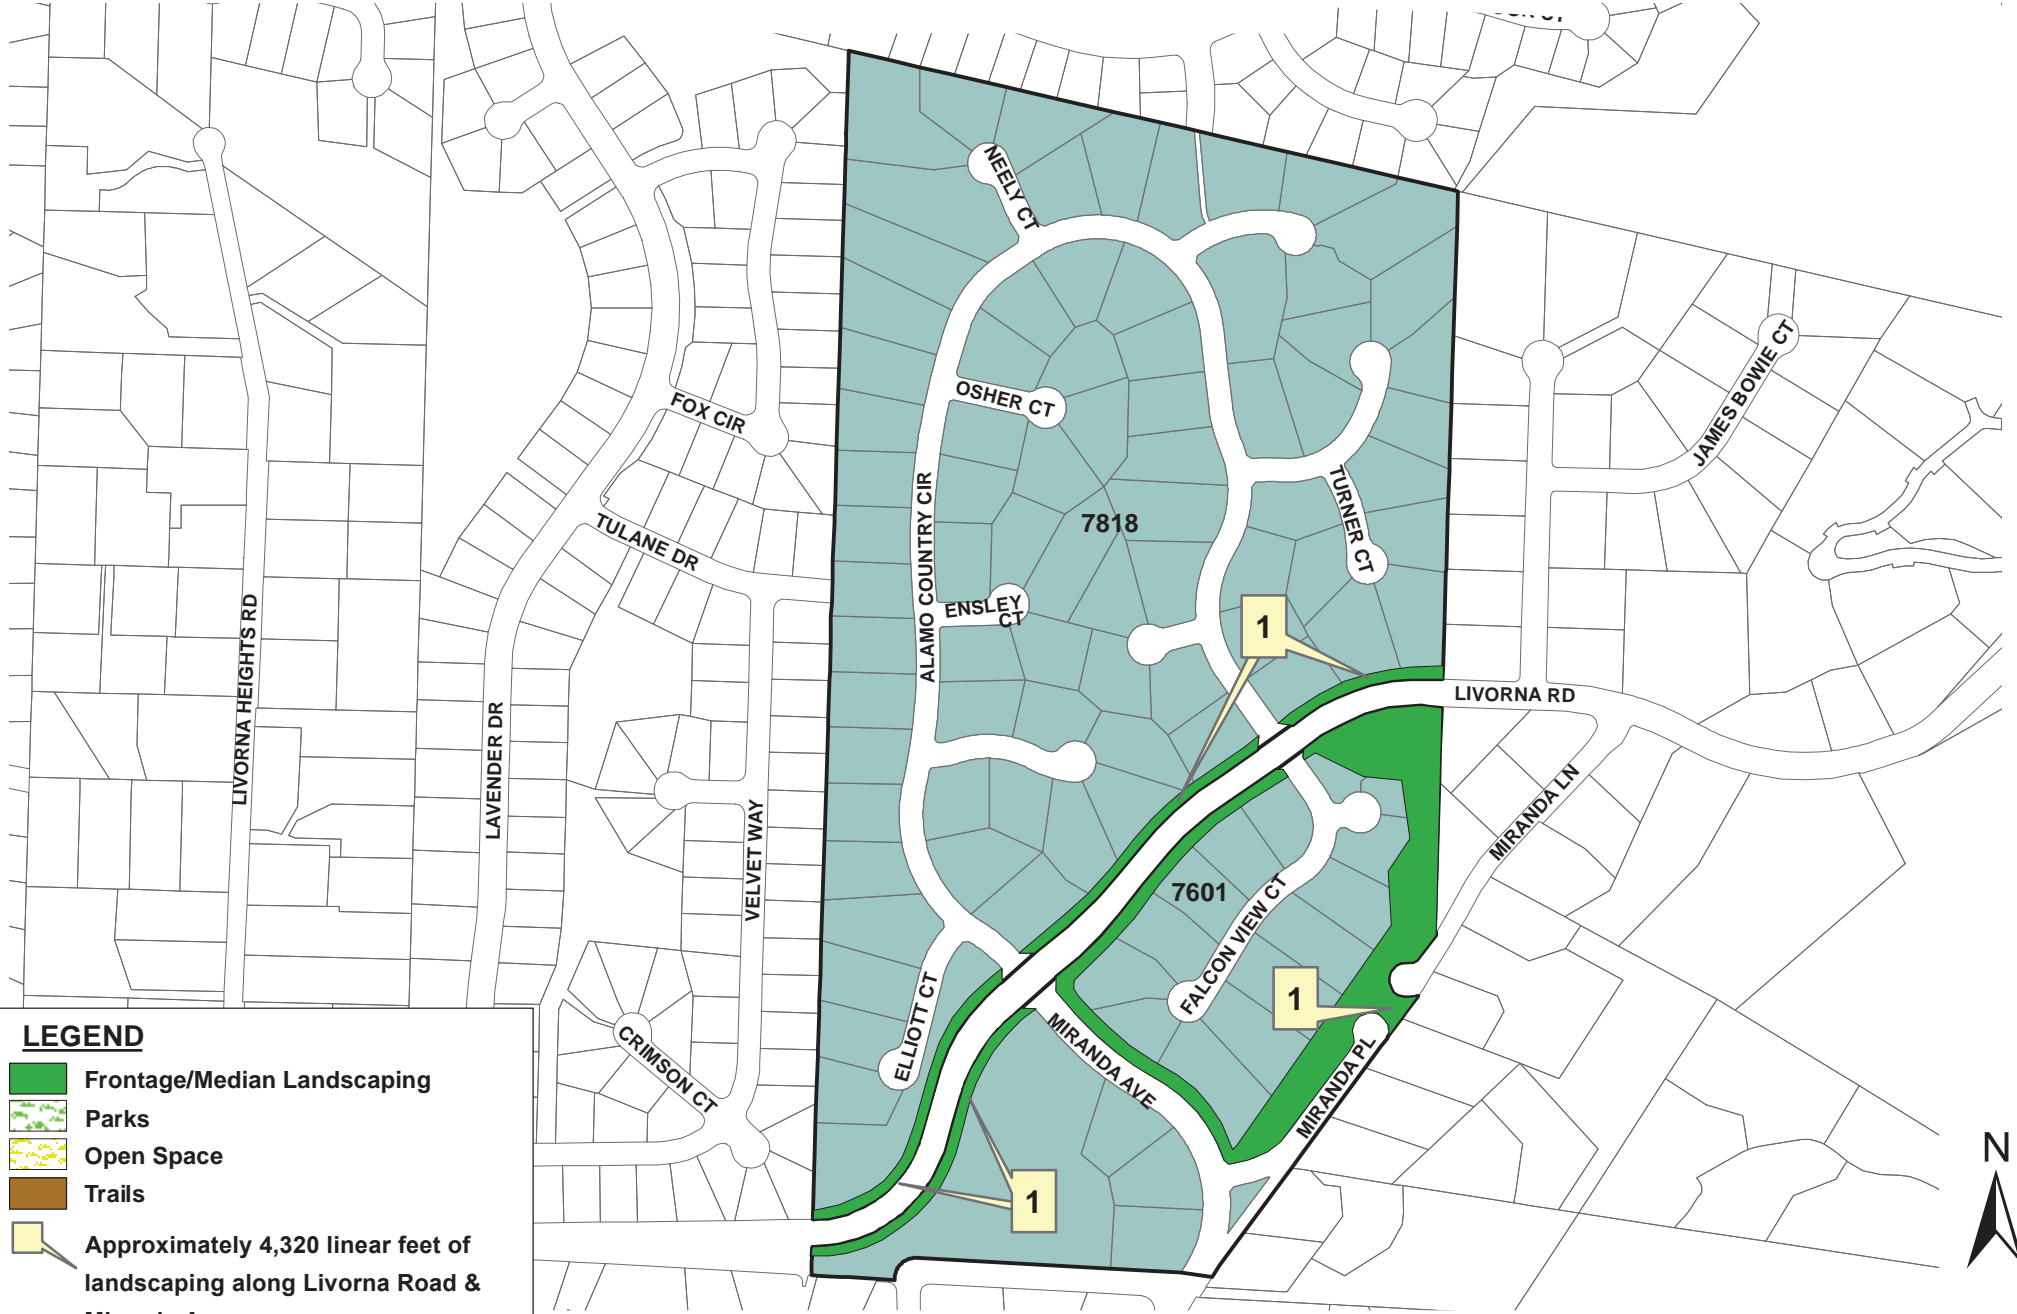 NEELY CT
OSHER CT
FOX CIR
JAMES BOWIE CT
ALAMO COUNTRY CIR
7818
TURNER CT
TULANE DR
ENSLEY
CT
1
LIVORNA HEIGHTS RD
LAVENDER DR
LIVORNA RD
VELVET WAY
MIRANDA LN
7601
FALCON VIEW CT
1
ELLIOTT CT
MIRANDA AVE
MIRANDA PL
CRIMSON CT
1
N
LEGEND
Frontage/Median Landscaping
Parks
Open Space
Trails
Approximately 4,320 linear feet of
landscaping along Livorna Road &